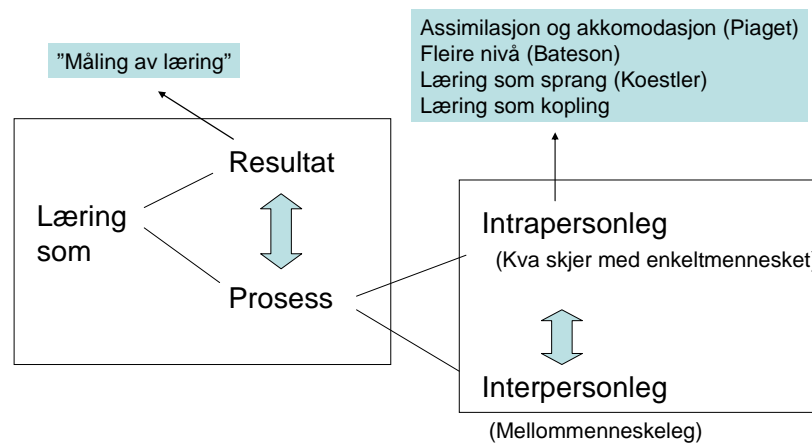 ”Måling av læring”
Assimilasjon og akkomodasjon (Piaget)
Fleire nivå (Bateson)
Læring som sprang (Koestler)
Læring som kopling
Resultat
Læring
som
Prosess
Intrapersonleg
(Kva skjer med enkeltmennesket)
Interpersonleg
(Mellommenneskeleg)